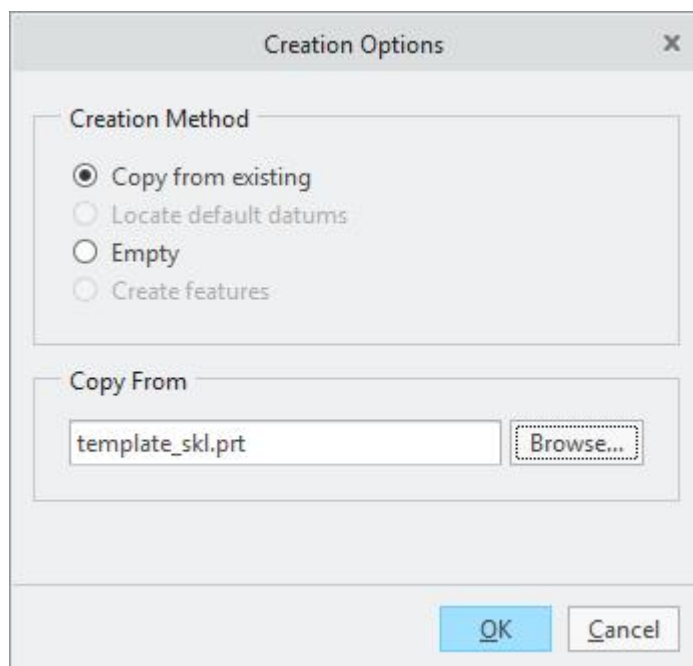 Creation Options
Creation Method
Copy from existing
Locate default datums
Empty
Create features
Copy From
template_skl.prt
Browse...
OK
Cancel